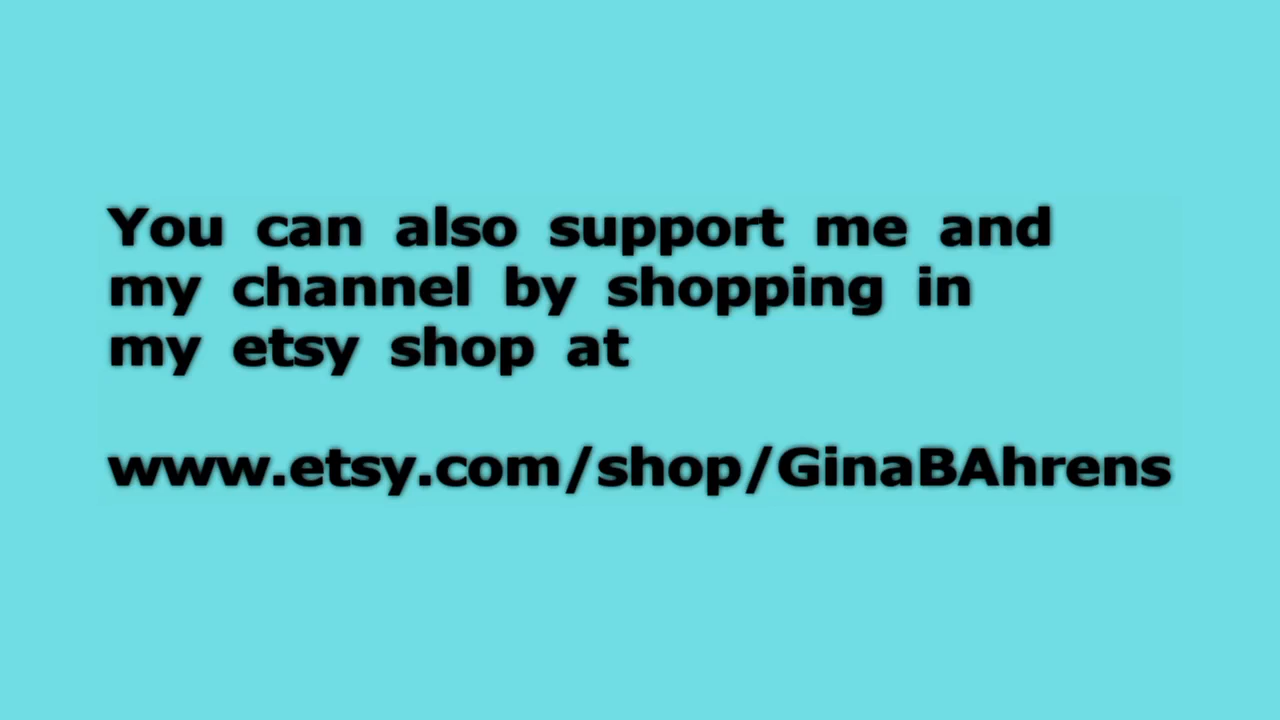 You can also support me and
my channel by shopping in
my etsy shop at
www.etsy.com/shop/GinaBAhrens